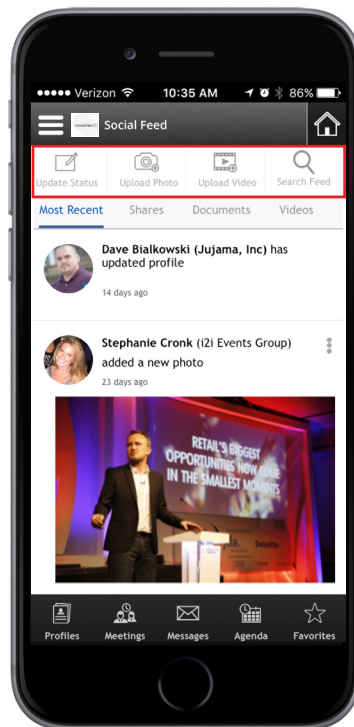 Verizon 10:35 AM 86%
Social Feed
Update Status Upload Photo Upload Video Search Feed
Most Recent Shares Documents Videos
Dave Bialkowski (Jujama, Inc) has
updated profile
14 days ago
Stephanie Cronk (i2i Events Group)
added a new photo
23 days ago
RETAIL'S BIGGEST
OPPORTUNITIES NOW COME
IN THE SMALLEST MOMENTS
IBM Deloitte
Profiles Meetings Messages Agenda Favorites